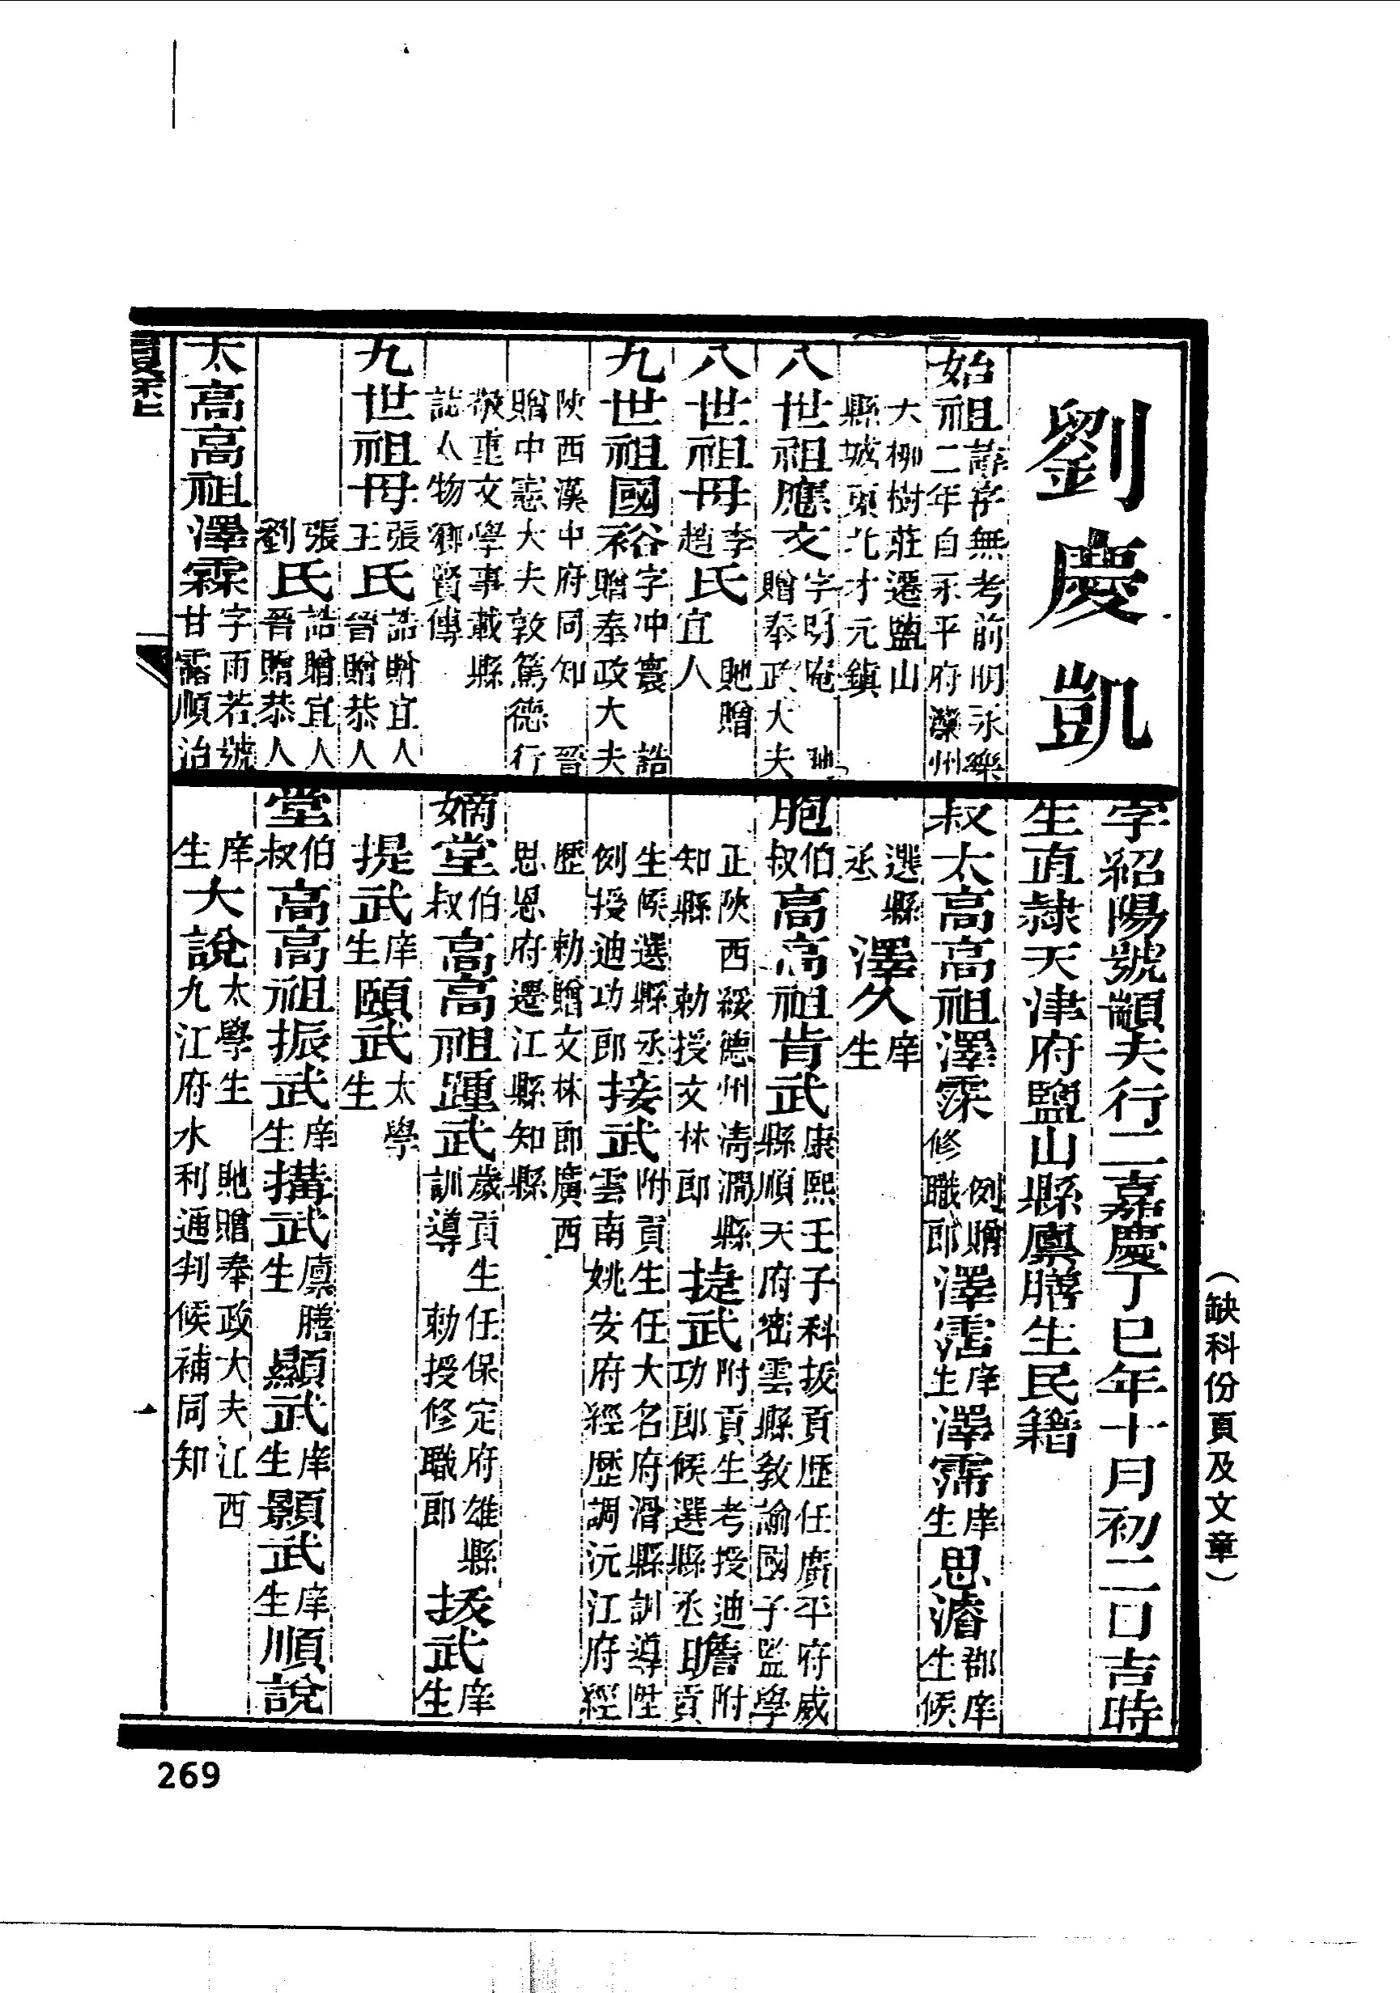 劉慶凱
字紹陽號顓夫行二嘉慶丁巳年十月初二日吉時
生直隸天津府鹽山縣廩膳生民籍
始祖諱字無考前明永樂
二年自永平府灤州
大柳樹莊遷鹽山
縣城東北才元鎮
八世祖應文字明庵 貤
贈奉政大夫
八世祖母李趙氏貤贈
宜人
九世祖國裕字冲寰 誥
贈奉政大夫
陝西漢中府同知 晉
贈中憲大夫敦篤德行
敬重文學事載縣
誌人物鄉賢傳
九世祖母張王氏誥贈宜人
晉贈恭人
張劉氏誥贈宜人
晉贈恭人
太高高祖澤霖字雨若號
甘霱順治
叔太高高祖澤霂例贈
修職郎澤霑庠生澤霈庠生思濬郡庠
生候
選縣
丞澤久庠生
胞伯叔高高祖肯武康熙壬子科拔貢歷任廣平府威
縣順天府密雲縣教諭國子監學
正陝西綏德州清澗縣
知縣 勅授文林郎捷武附貢生考授迪
功郎候選縣丞瞻附
貢
生候選縣丞
例授迪功郎接武附貢生任大名府滑縣訓導陞
雲南姚安府經歷調沅江府經
歷 勅贈文林郎廣西
思恩府遷江縣知縣
嫡堂伯叔高高祖踵武歲貢生任保定府雄縣
訓導 勅授修職郎拔武庠生
提武庠生頤武太學生
堂伯叔高高祖振武庠生搆武廩膳生顯武庠生顥武庠生順說
庠生大說太學生 貤贈奉政大夫江西
九江府水利通判候補同知
一
（缺科份頁及文章）
269